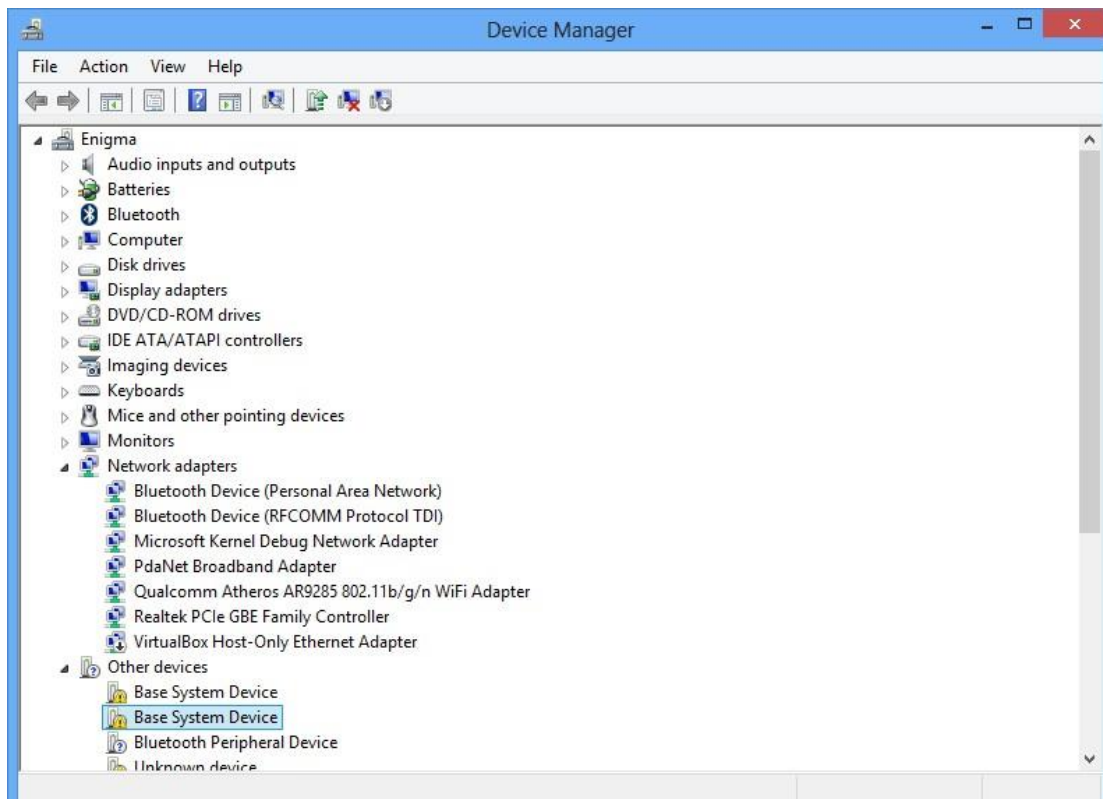 Device Manager
File Action View Help
Enigma
Audio inputs and outputs
Batteries
Bluetooth
Computer
Disk drives
Display adapters
DVD/CD-ROM drives
IDE ATA/ATAPI controllers
Imaging devices
Keyboards
Mice and other pointing devices
Monitors
Network adapters
Bluetooth Device (Personal Area Network)
Bluetooth Device (RFCOMM Protocol TDI)
Microsoft Kernel Debug Network Adapter
PdaNet Broadband Adapter
Qualcomm Atheros AR9285 802.11b/g/n WiFi Adapter
Realtek PCIe GBE Family Controller
VirtualBox Host-Only Ethernet Adapter
Other devices
Base System Device
Base System Device
Bluetooth Peripheral Device
Unknown device